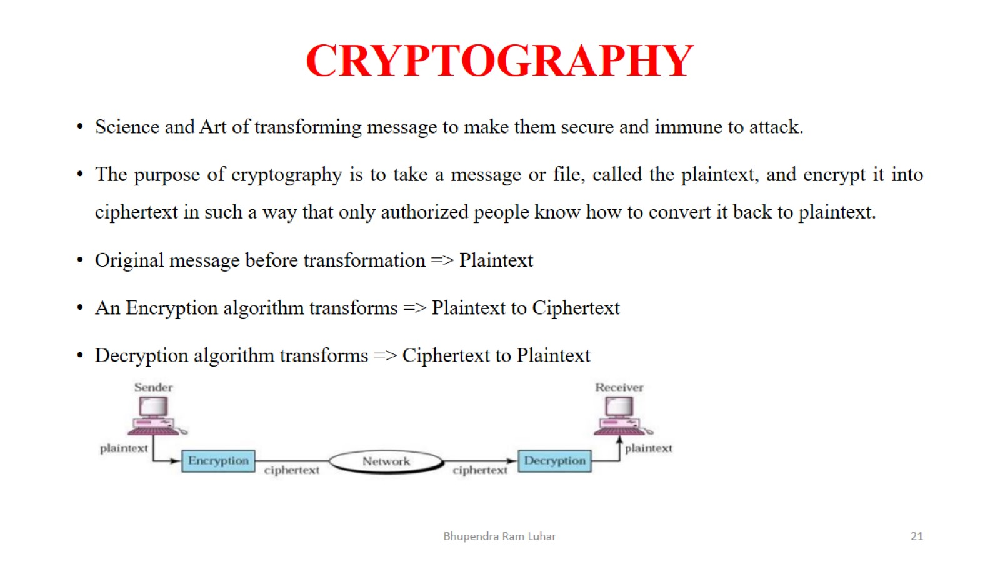 CRYPTOGRAPHY
• Science and Art of transforming message to make them secure and immune to attack.
• The purpose of cryptography is to take a message or file, called the plaintext, and encrypt it into
ciphertext in such a way that only authorized people know how to convert it back to plaintext.
• Original message before transformation => Plaintext
• An Encryption algorithm transforms => Plaintext to Ciphertext
• Decryption algorithm transforms => Ciphertext to Plaintext
Sender
Receiver
plaintext
plaintext
Encryption
Network
Decryption
ciphertext
ciphertext
Bhupendra Ram Luhar
21